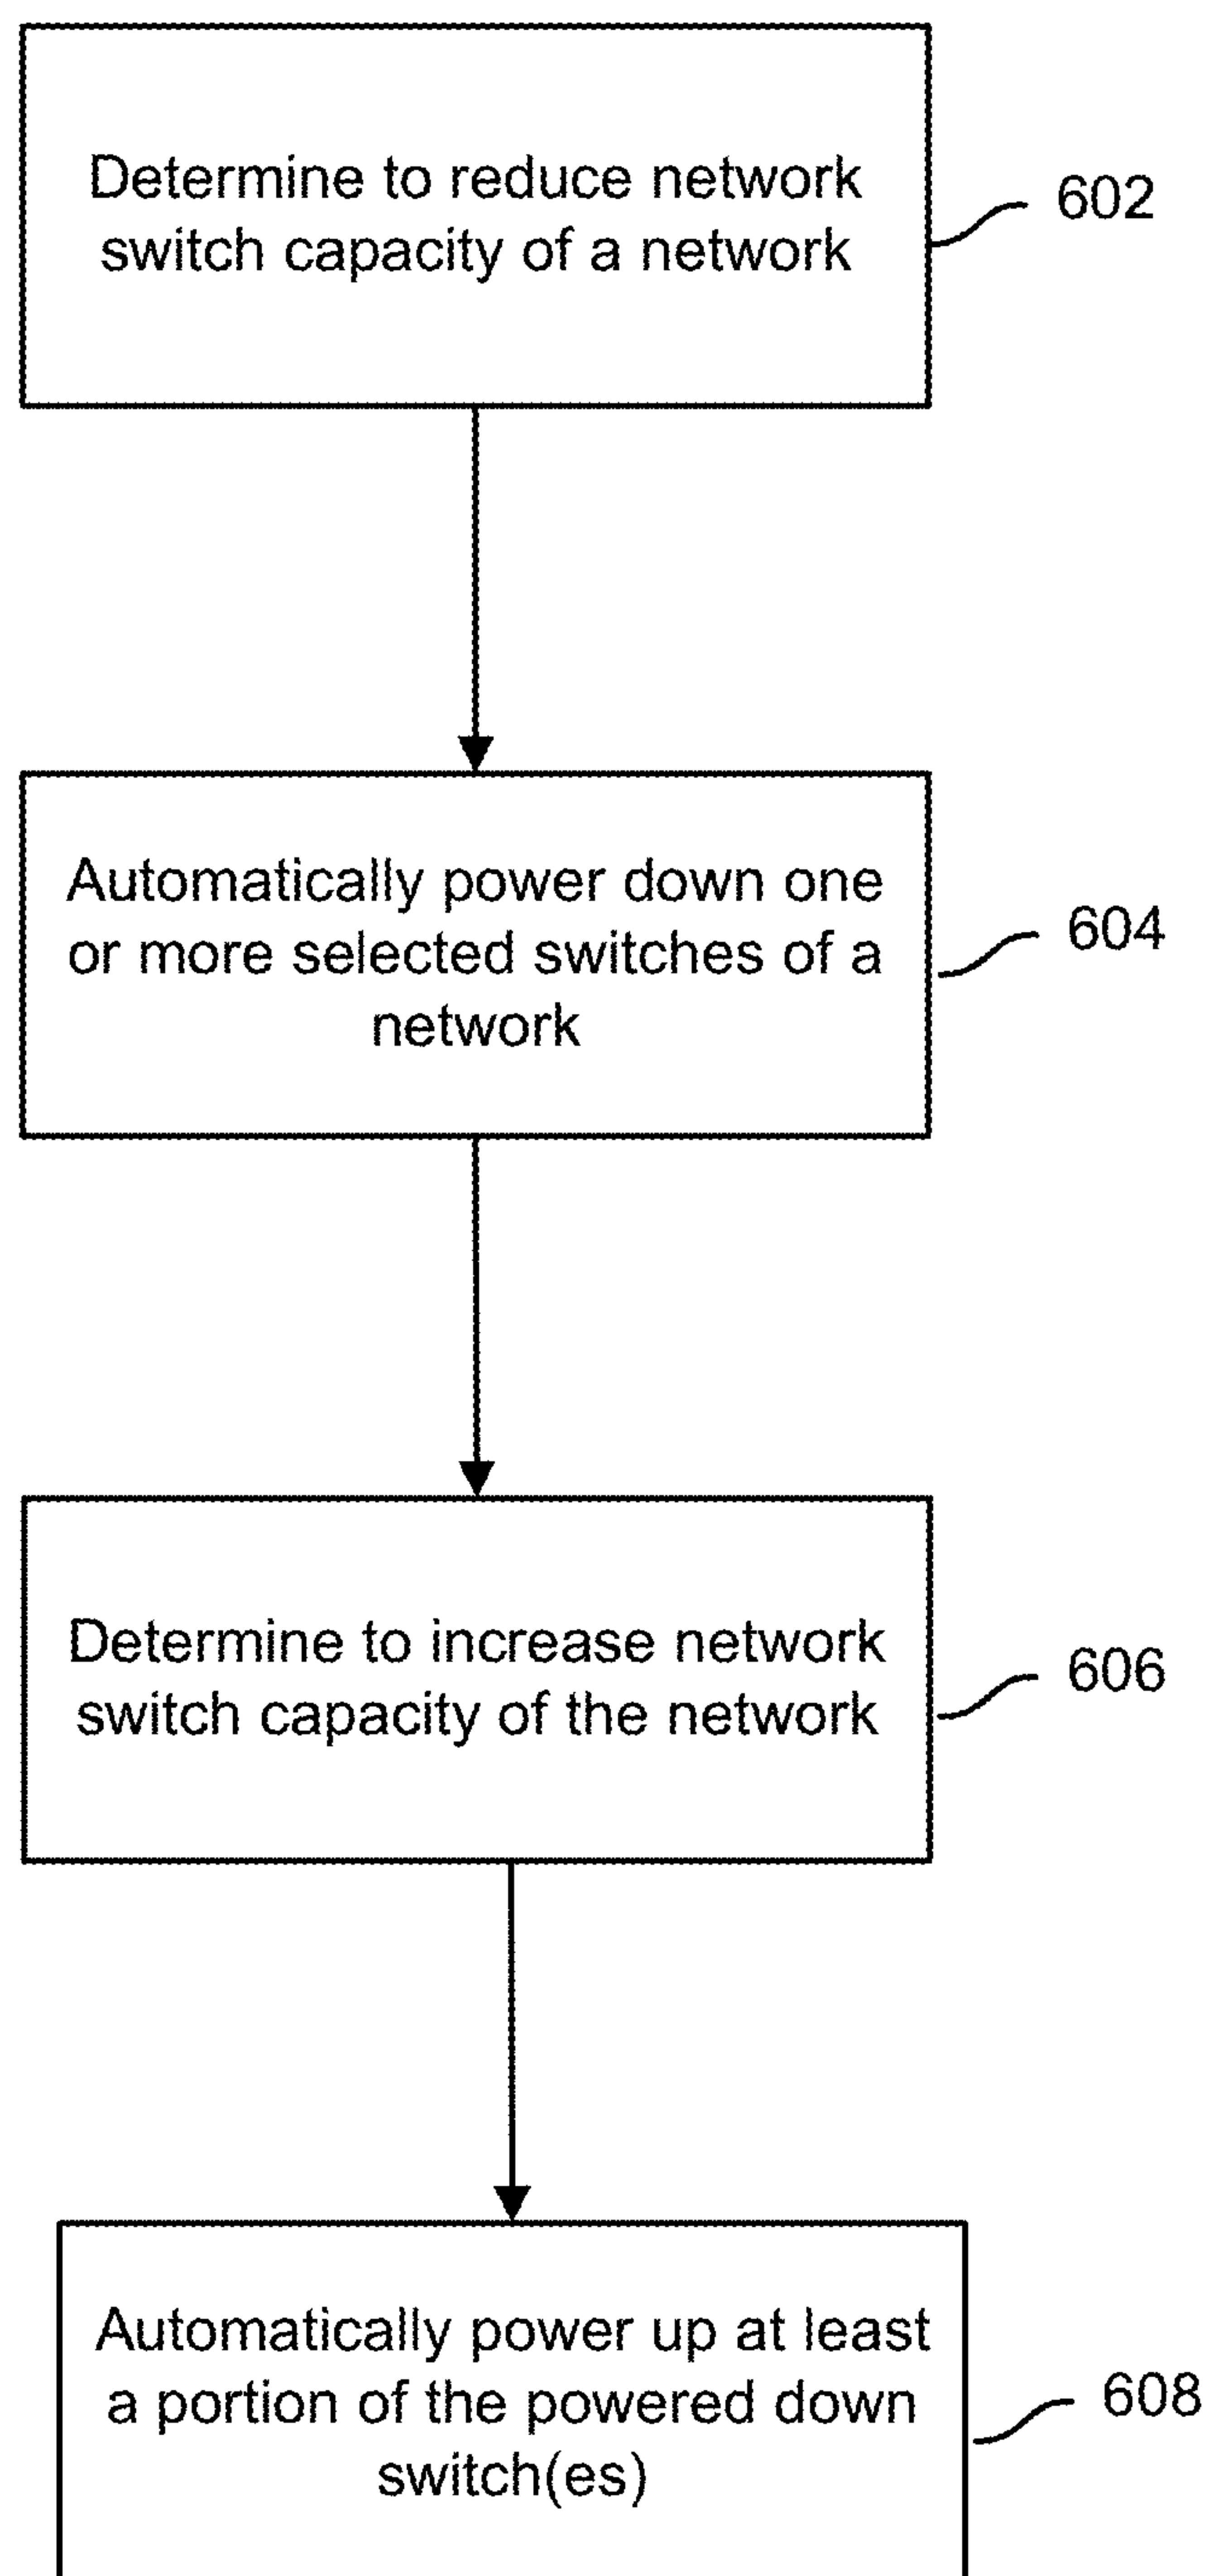 Determine to reduce network
switch capacity of a network
602
Automatically power down one
or more selected switches of a
network
604
Determine to increase network
switch capacity of the network
606
Automatically power up at least
a portion of the powered down
switch(es)
608